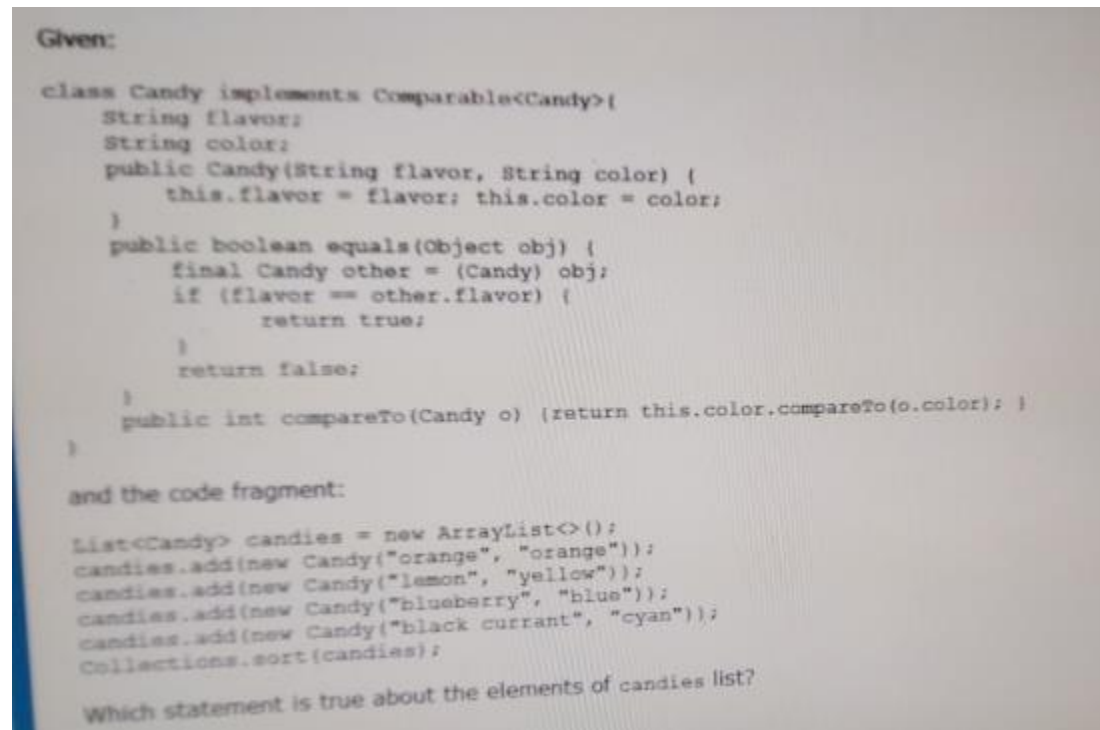 Given:
class Candy implements Comparable<Candy>{
String flavor;
String color;
public Candy(String flavor, String color) {
this.flavor = flavor; this.color = color;
}
public boolean equals(Object obj) {
final Candy other = (Candy) obj;
if (flavor == other.flavor) {
return true;
}
return false;
}
public int compareTo(Candy o) {return this.color.compareTo(o.color); }
}
and the code fragment:
List<Candy> candies = new ArrayList<>();
candies.add(new Candy("orange", "orange"));
candies.add(new Candy("lemon", "yellow"));
candies.add(new Candy("blueberry", "blue"));
candies.add(new Candy("black currant", "cyan"));
Collections.sort(candies);
Which statement is true about the elements of candies list?